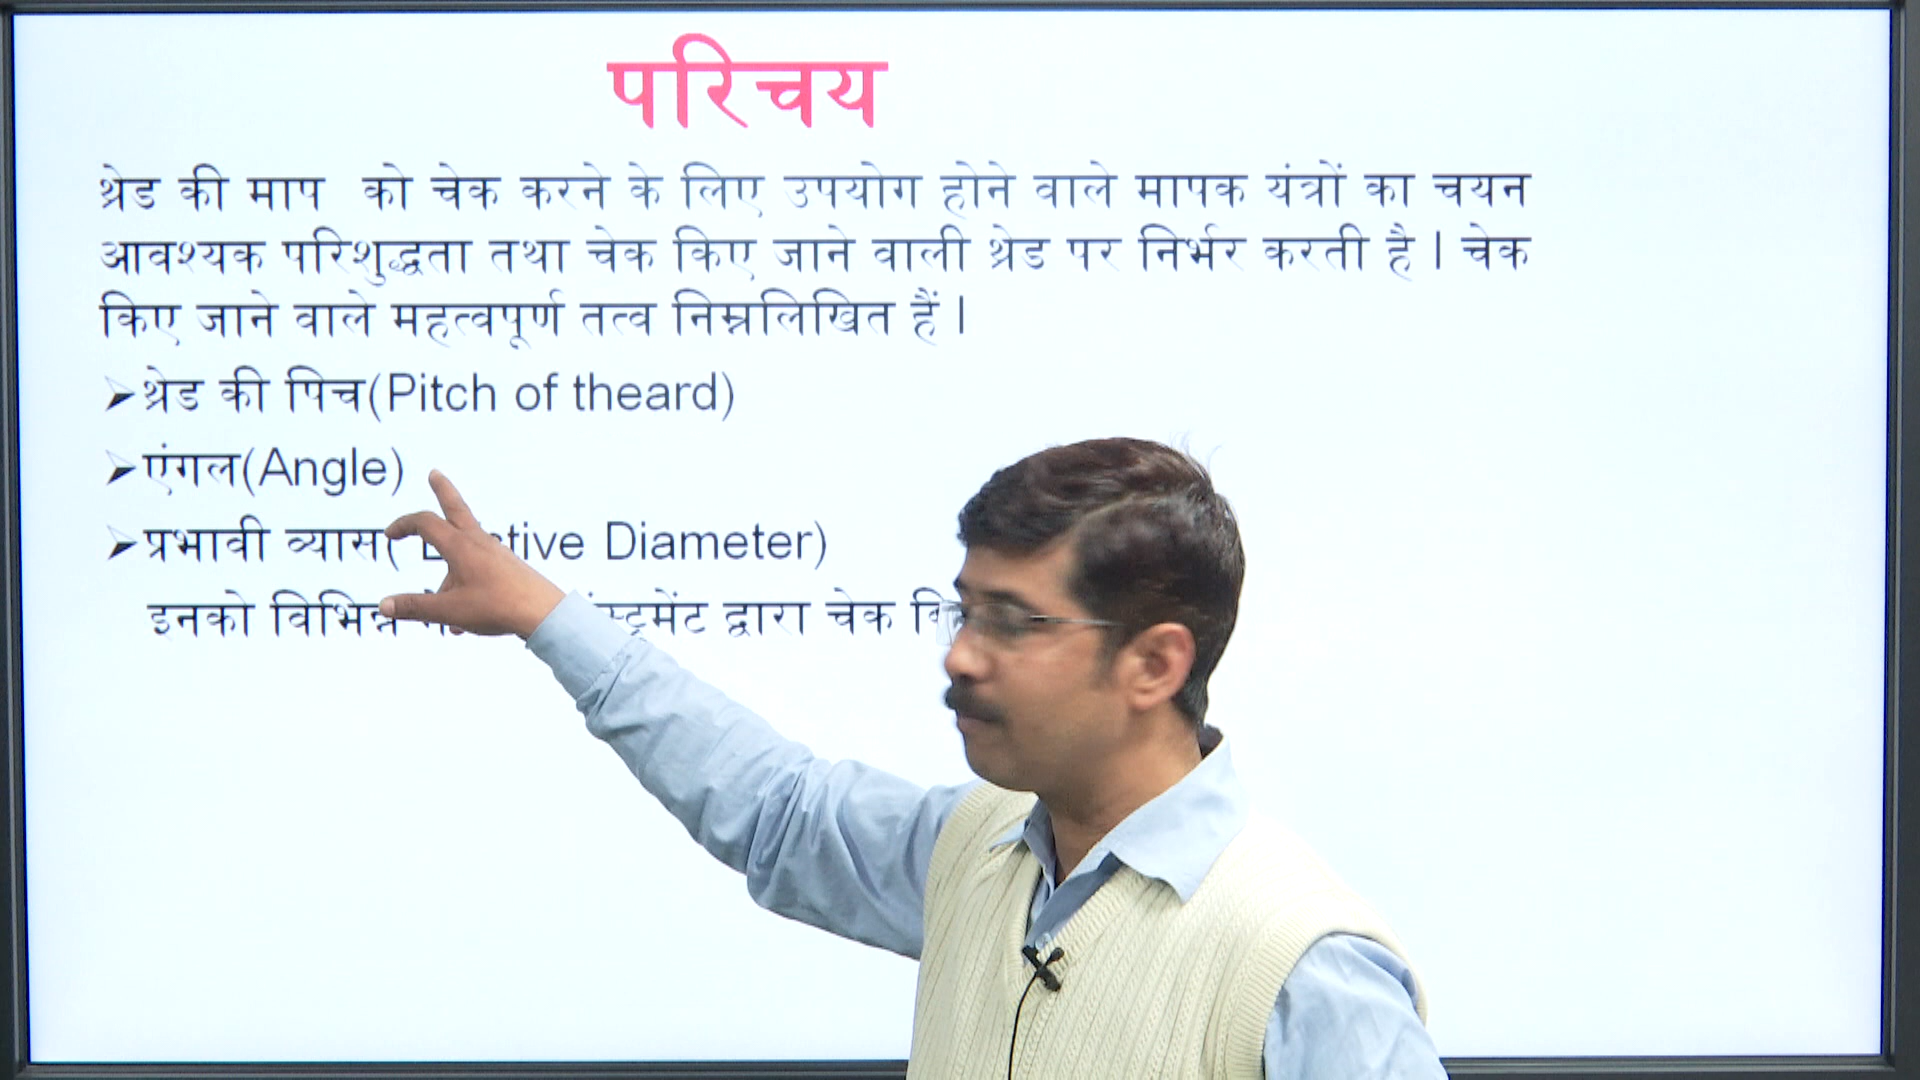 परिचय
थ्रेड की माप को चेक करने के लिए उपयोग होने वाले मापक यंत्रों का चयन
आवश्यक परिशुद्धता तथा चेक किए जाने वाली थ्रेड पर निर्भर करती है । चेक
किए जाने वाले महत्वपूर्ण तत्व निम्नलिखित हैं ।
➢थ्रेड की पिच(Pitch of theard)
➢एंगल(Angle)
➢प्रभावी व्यास( Diameter)
इनको विभिन्न द्वारा चेक